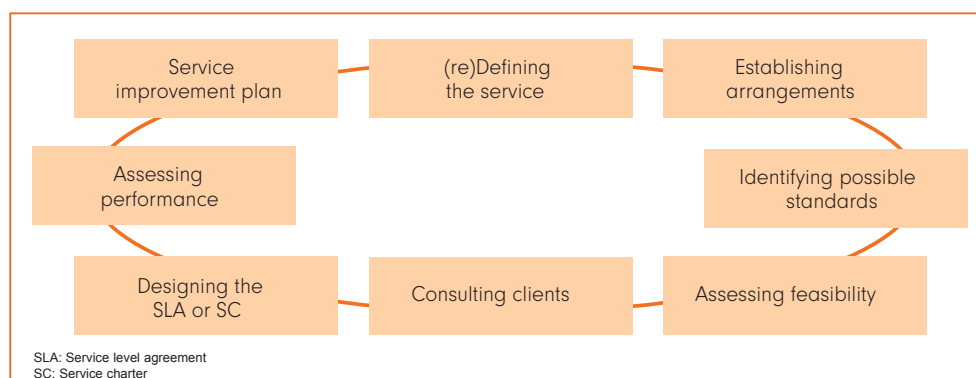 Service
improvement plan
(re)Defining
the service
Establishing
arrangements
Assessing
performance
Identifying possible
standards
Designing the
SLA or SC
Consulting clients
Assessing feasibility
SLA: Service level agreement
SC: Service charter